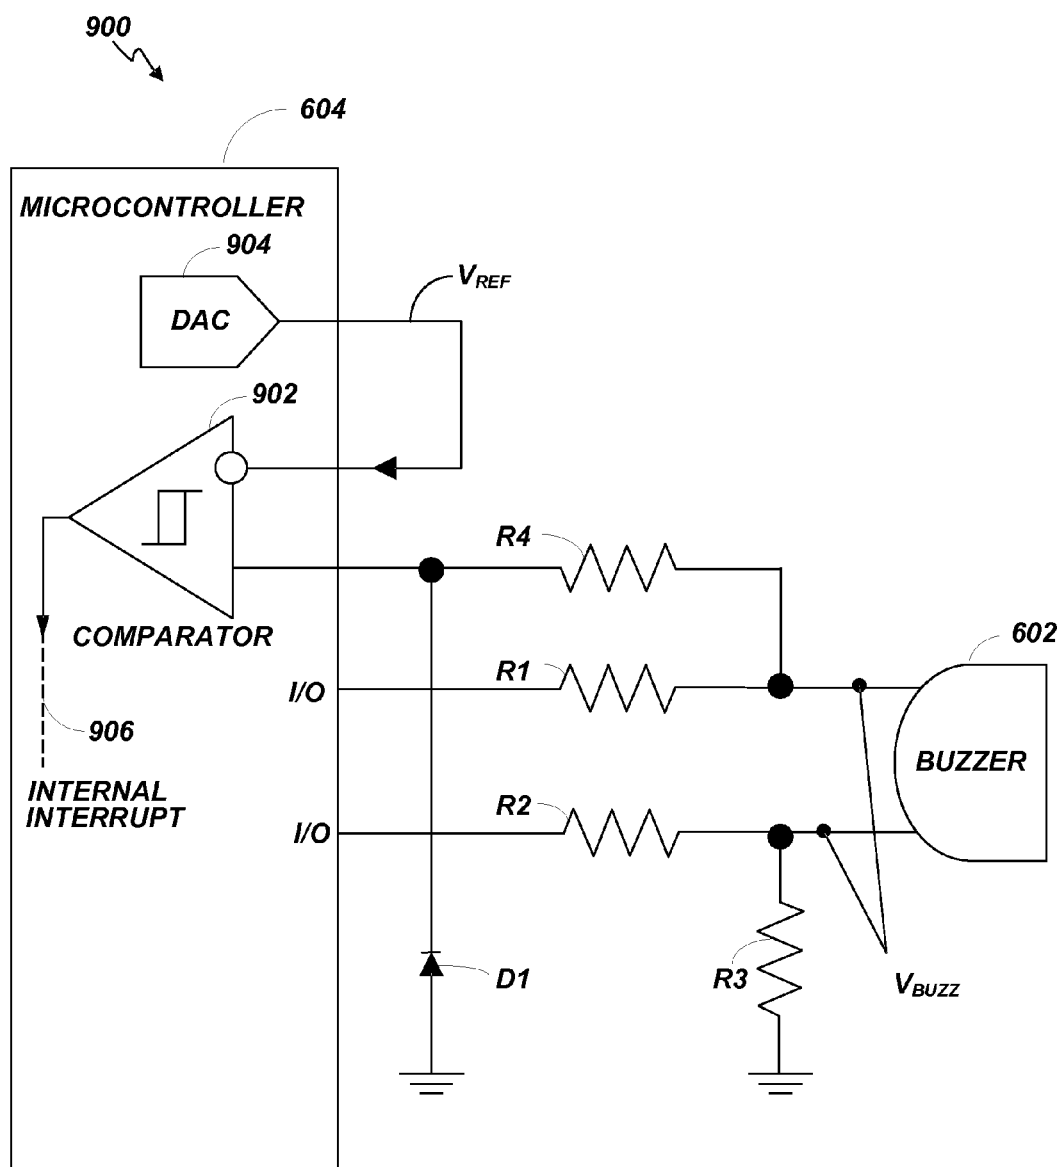 900
604
MICROCONTROLLER
904
DAC
VREF
902
R4
COMPARATOR
602
I/O
R1
906
BUZZER
INTERNAL
INTERRUPT
R2
I/O
D1
R3
VBUZZ